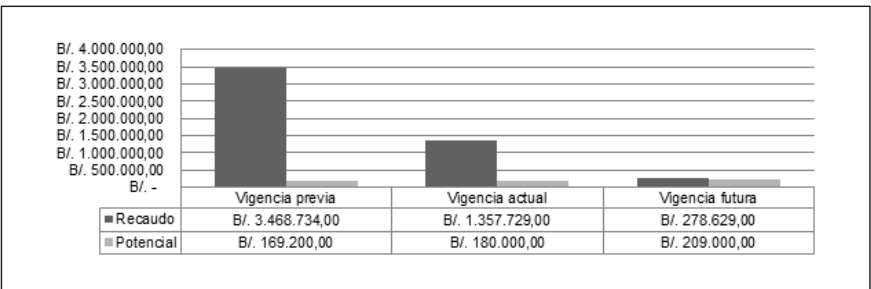 B/. 4.000.000,00
B/. 3.500.000,00
B/. 3.000.000,00
B/. 2.500.000,00
B/. 2.000.000,00
B/. 1.500.000,00
B/. 1.000.000,00
B/. 500.000,00
B/. -
Vigencia previa Vigencia actual Vigencia futura
Recaudo B/. 3.468.734,00 B/. 1.357.729,00 B/. 278.629,00
Potencial B/. 169.200,00 B/. 180.000,00 B/. 209.000,00